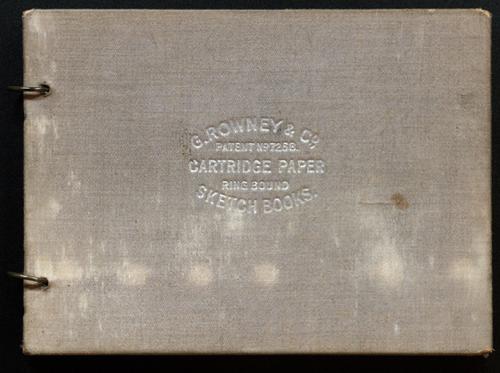 G. ROWNEY & Co.
PATENT No 7258.
CARTRIDGE PAPER
RING BOUND
SKETCH BOOKS.